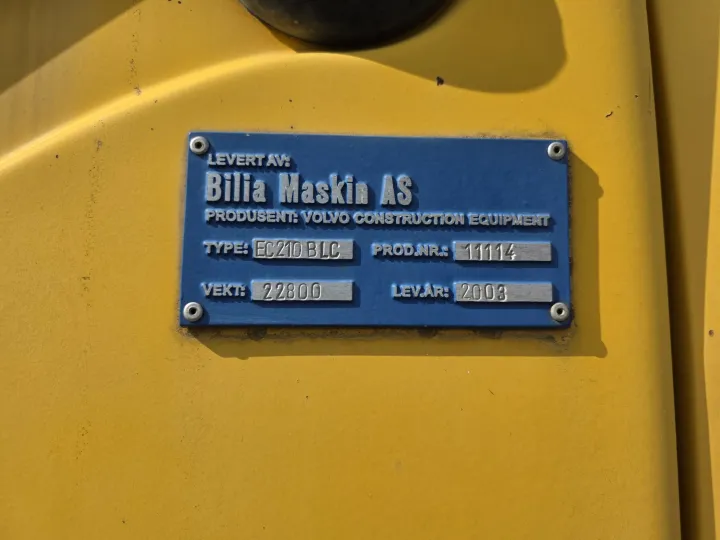 LEVERT AV:
Bilia Maskin AS
PRODUSENT: VOLVO CONSTRUCTION EQUIPMENT
TYPE: EC210 BLC PROD.NR.: 11114
VEKT: 22800 LEV.ÅR: 2003